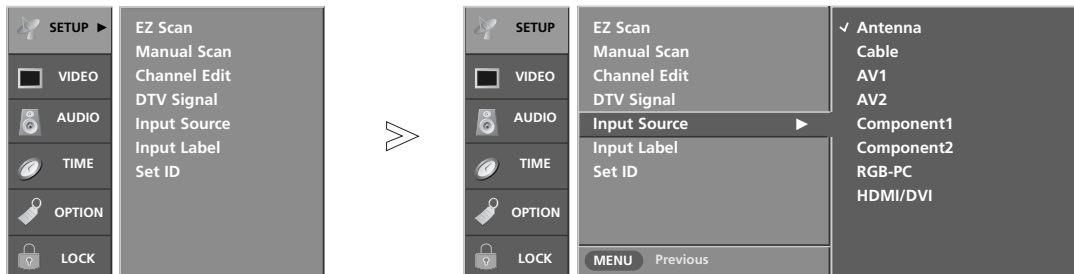 SETUP ►
VIDEO
AUDIO
TIME
OPTION
LOCK
EZ Scan
Manual Scan
Channel Edit
DTV Signal
Input Source
Input Label
Set ID
SETUP
VIDEO
AUDIO
TIME
OPTION
LOCK
EZ Scan
Manual Scan
Channel Edit
DTV Signal
Input Source ►
Input Label
Set ID
MENU Previous
✓ Antenna
Cable
AV1
AV2
Component1
Component2
RGB-PC
HDMI/DVI